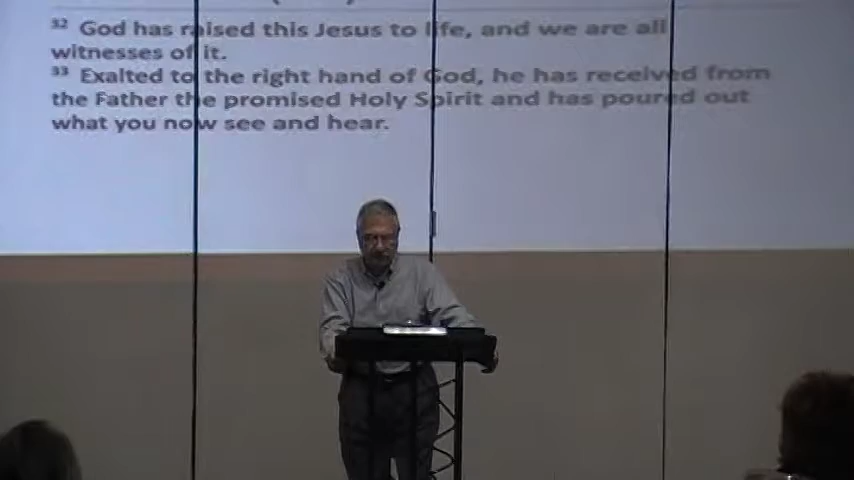 ³² God has raised this Jesus to life, and we are all
witnesses of it.
³³ Exalted to the right hand of God, he has received from
the Father the promised Holy Spirit and has poured out
what you now see and hear.